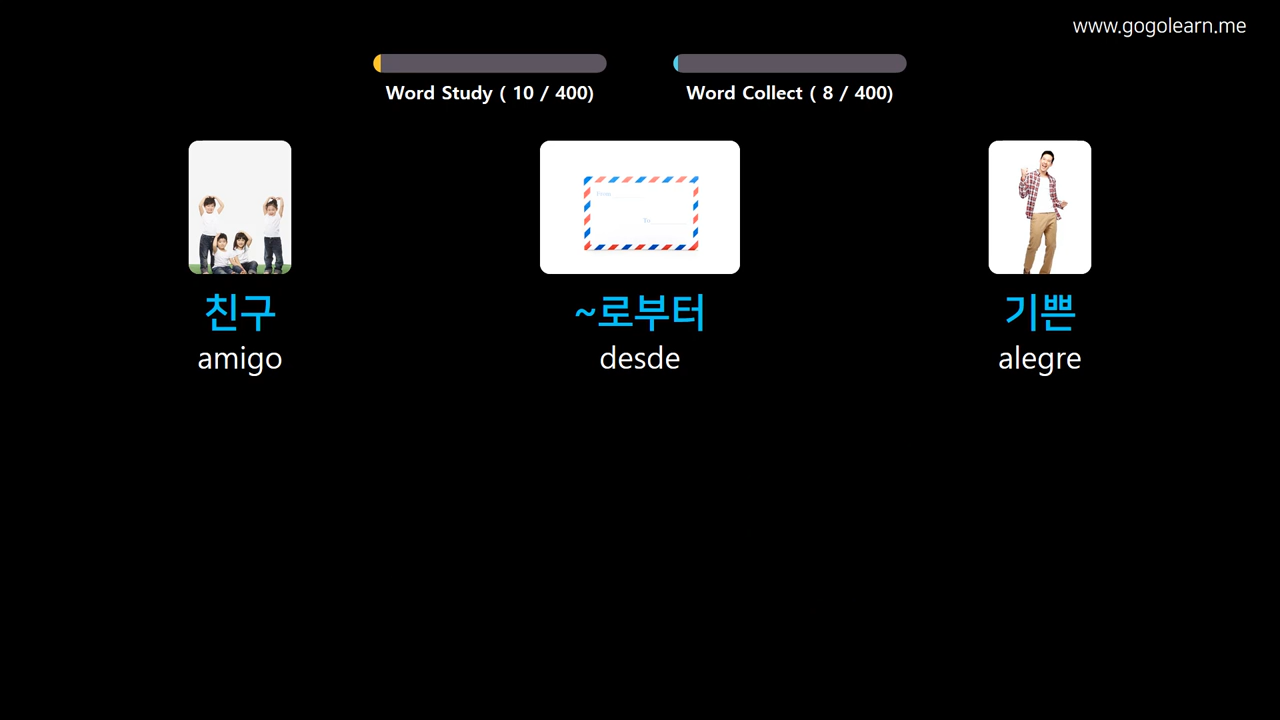 www.gogolearn.me
Word Study ( 10 / 400)
Word Collect ( 8 / 400)
친구
~로부터
기쁜
amigo
desde
alegre